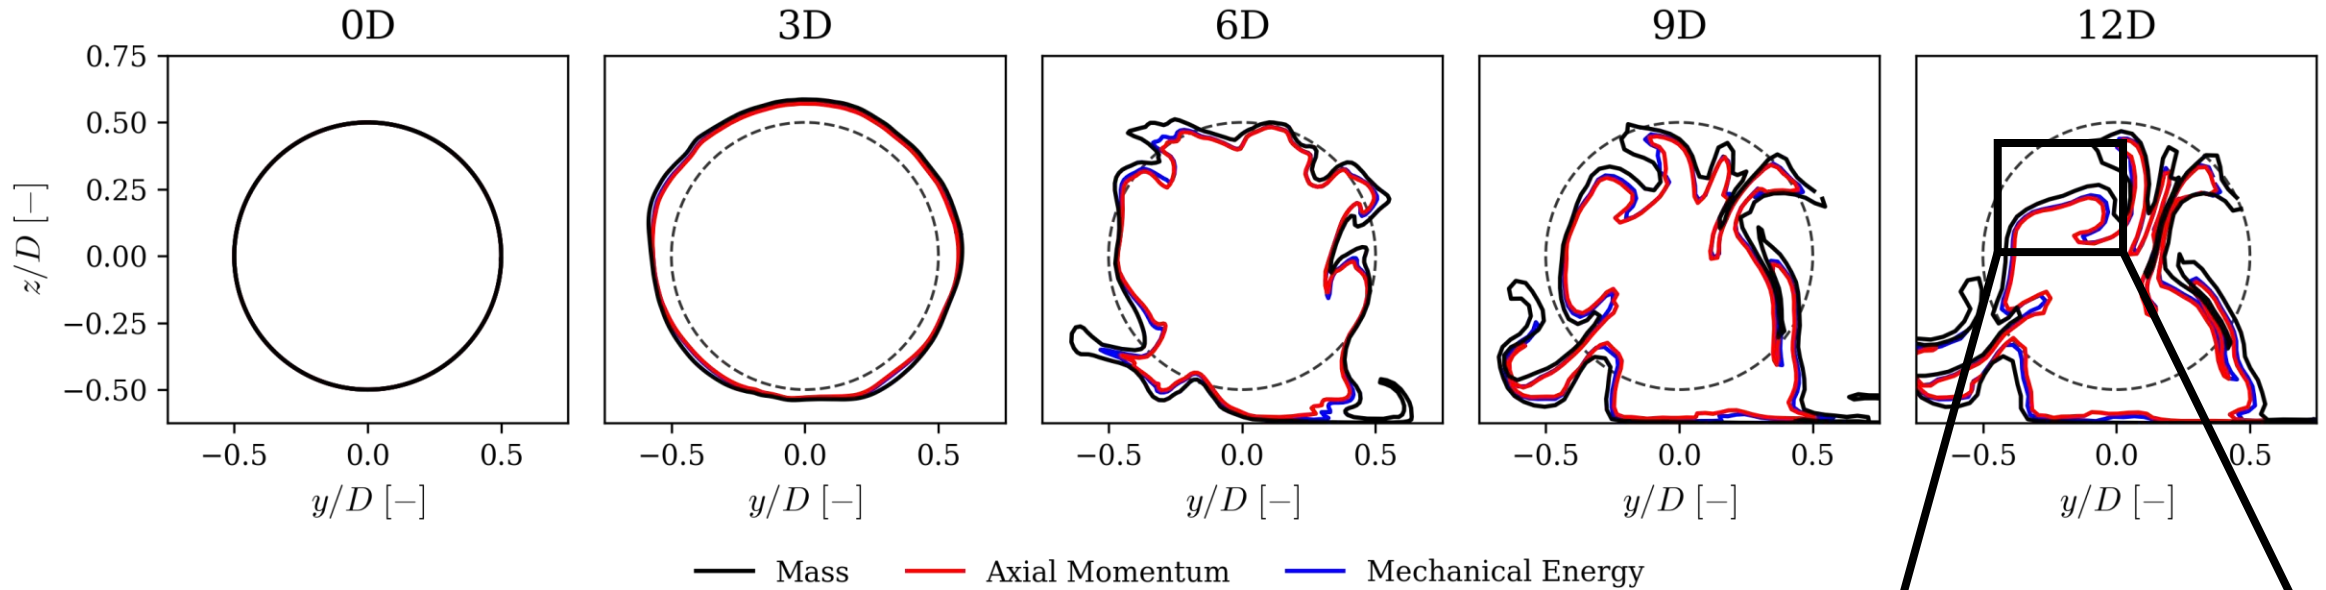 0D 3D 6D 9D 12D
0.75
0.50
0.25
0.00
−0.25
−0.50
z/D [−]
−0.5 0.0 0.5 −0.5 0.0 0.5 −0.5 0.0 0.5 −0.5 0.0 0.5 −0.5 0.0 0.5
y/D [−] y/D [−] y/D [−] y/D [−] y/D [−]
Mass Axial Momentum Mechanical Energy